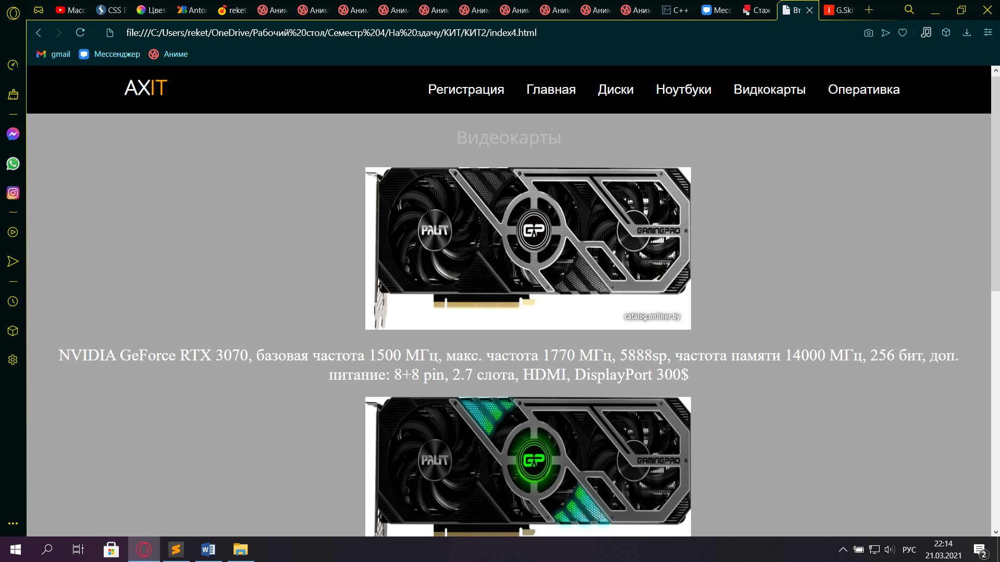 Масс
CSS E
Цвет
Anto
reket
Аним
Аним
Аним
Аним
Аним
Аним
Аним
Аним
Аним
Аним
C++
Месс
Стаж
Вт
G.Ski
file:///C:/Users/reket/OneDrive/Рабочий%20стол/Семестр%204/На%20здачу/КИТ/КИТ2/index4.html
gmail
Мессенджер
Аниме
AXIT
Регистрация
Главная
Диски
Ноутбуки
Видкокарты
Оперативка
Видеокарты
PALIT
GP
GAMINGPRO
catalog.onliner.by
NVIDIA GeForce RTX 3070, базовая частота 1500 МГц, макс. частота 1770 МГц, 5888sp, частота памяти 14000 МГц, 256 бит, доп.
питание: 8+8 pin, 2.7 слота, HDMI, DisplayPort 300$
PALIT
GP
GAMINGPRO
РУС
22:14
21.03.2021
2